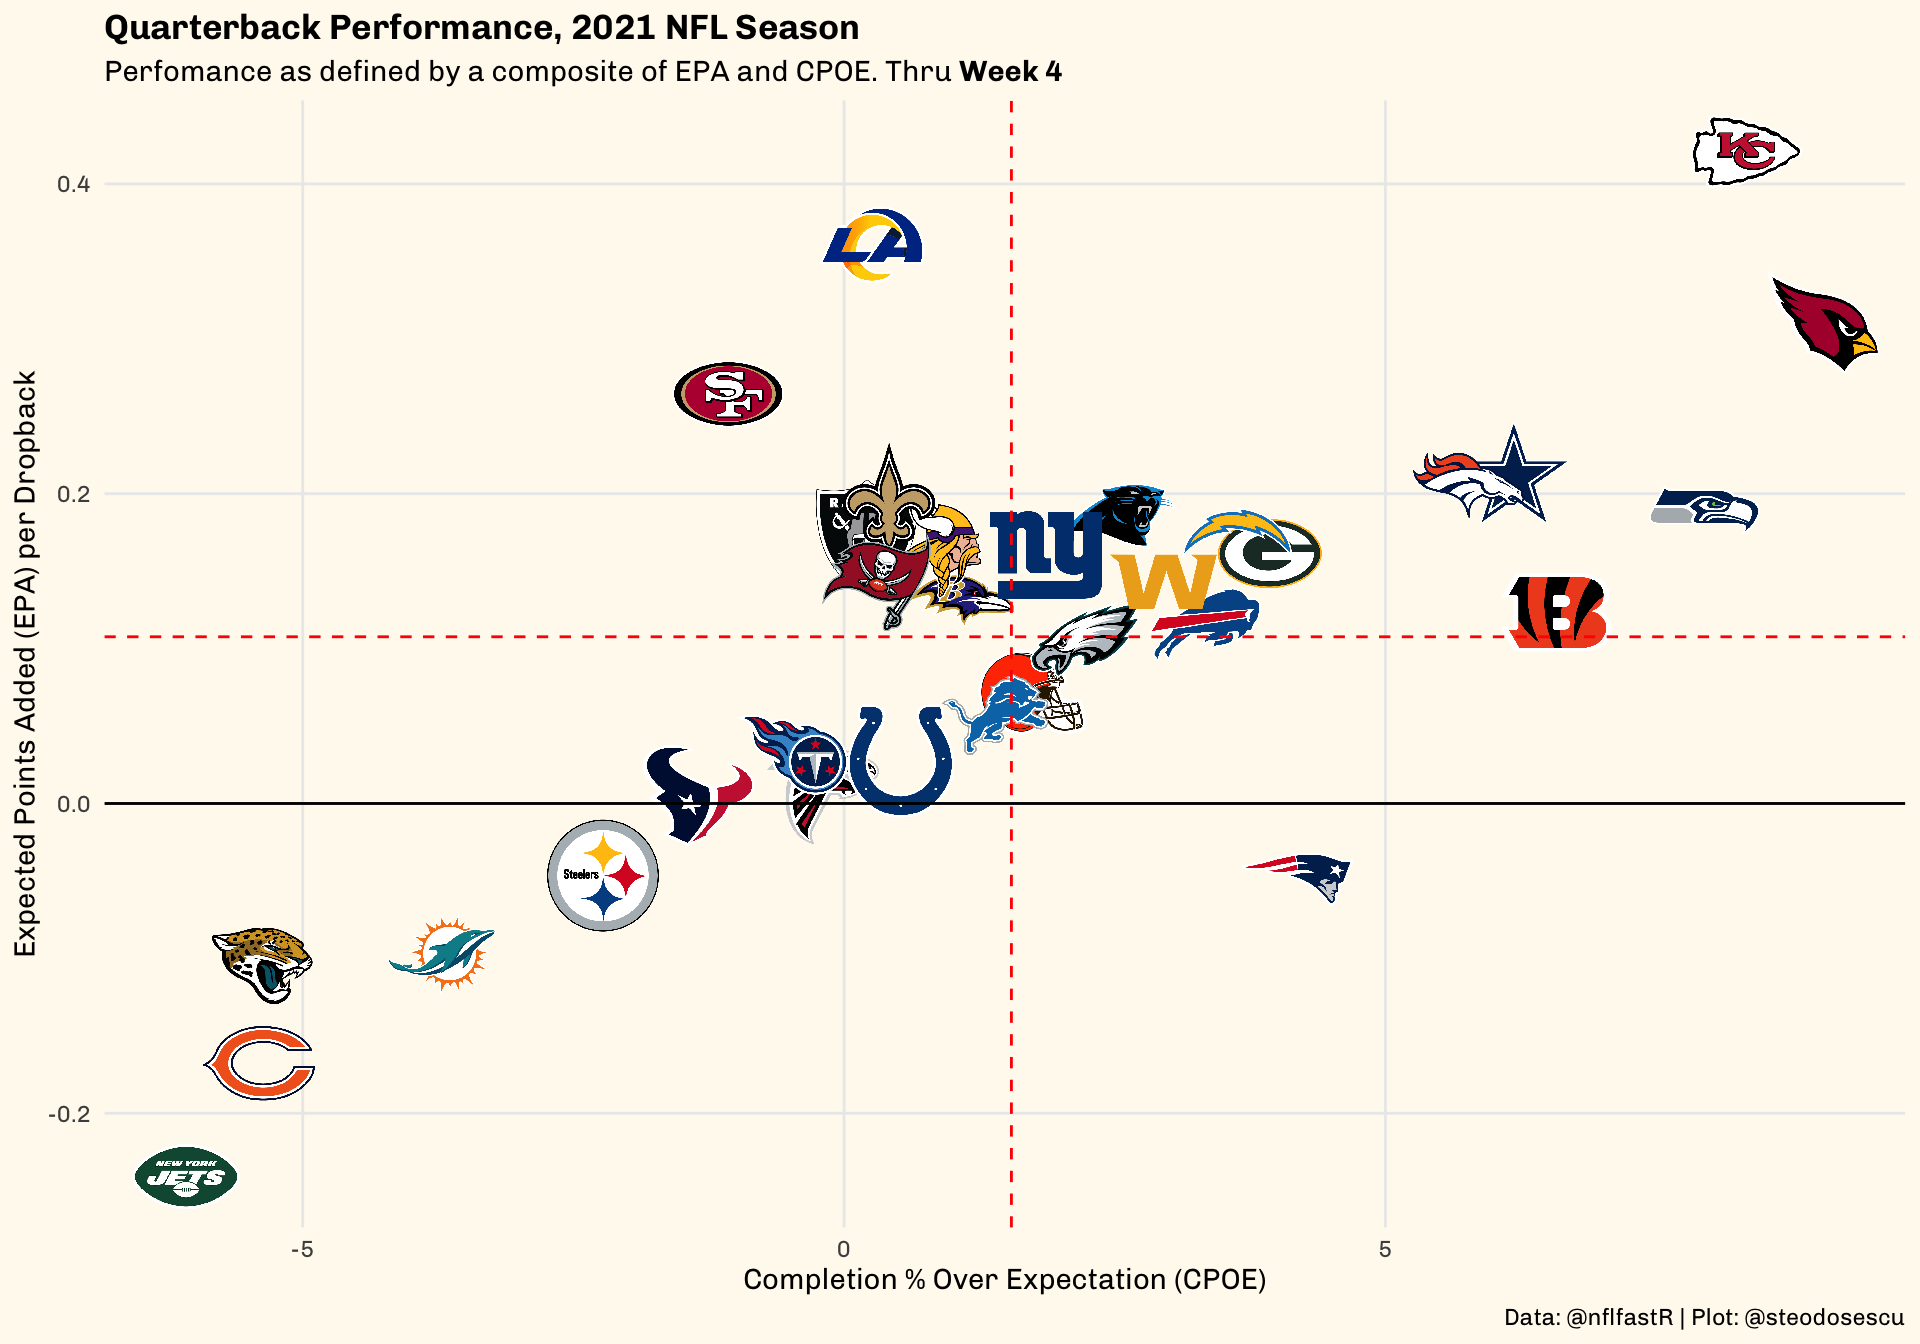 Quarterback Performance, 2021 NFL Season
Perfomance as defined by a composite of EPA and CPOE. Thru Week 4
Expected Points Added (EPA) per Dropback
0.4
0.2
0.0
-0.2
KC
LA
SF
R
ny
W
G
B
B
T
Steelers
C
NEW YORK
JETS
-5
0
5
Completion % Over Expectation (CPOE)
Data: @nflfastR | Plot: @steodosescu